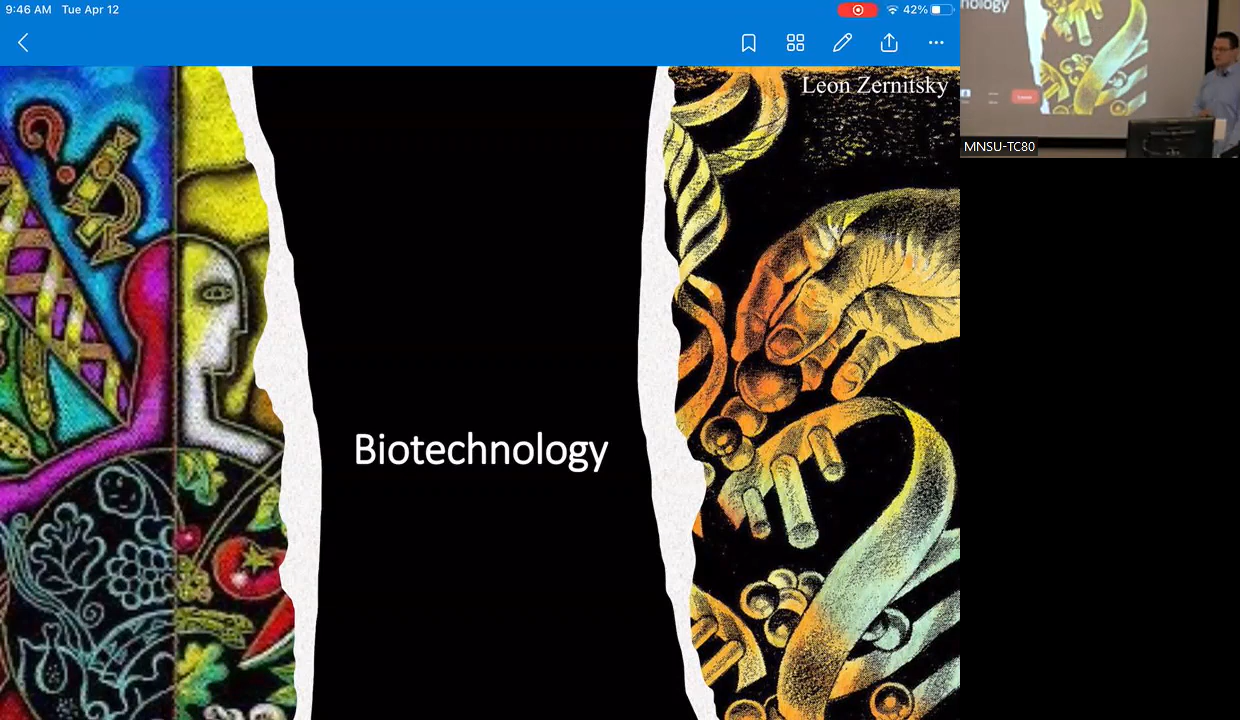 9:46 AM Tue Apr 12
42%
Leon Zernitsky
Biotechnology
nology
MNSU-TC80